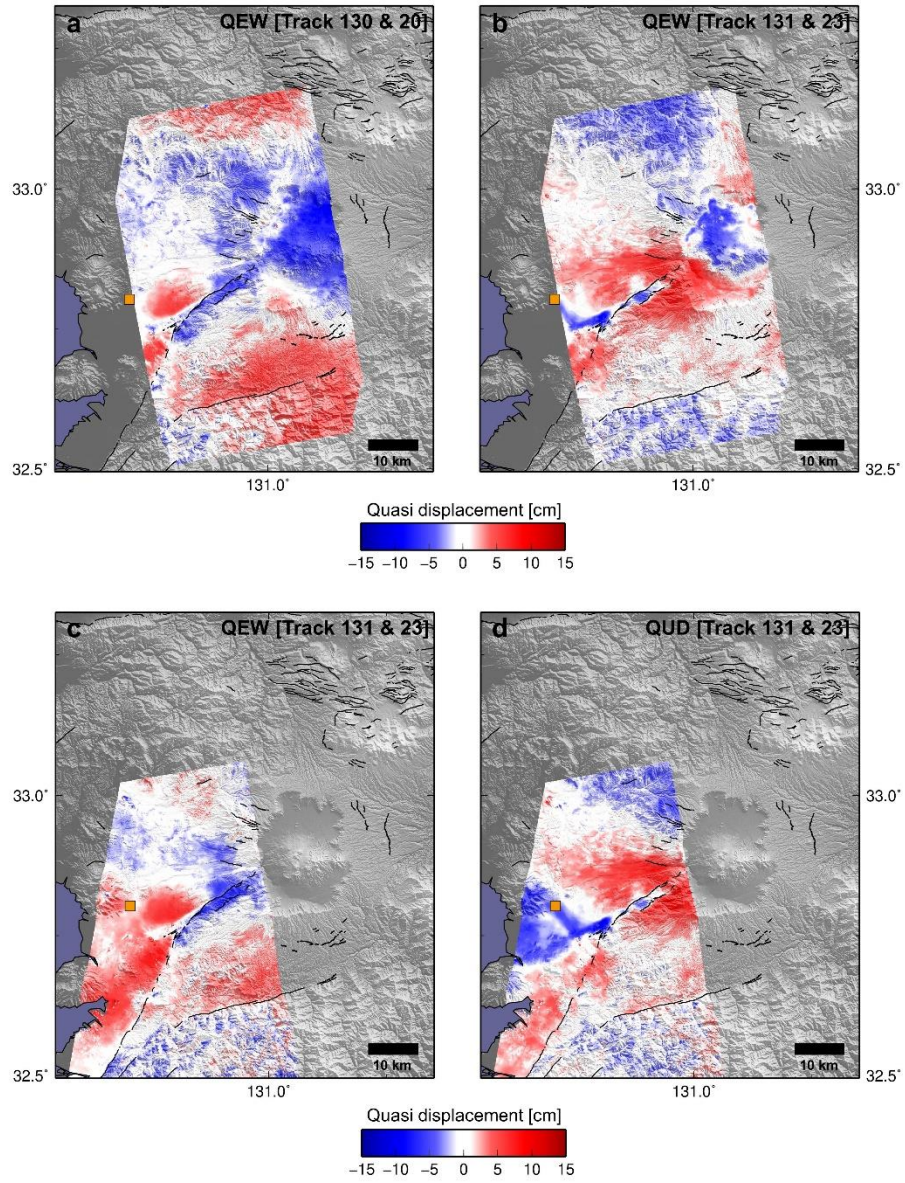 a
QEW [Track 130 & 20]
b
QEW [Track 131 & 23]
33.0°
33.0°
10 km
10 km
32.5°
32.5°
131.0°
131.0°
Quasi displacement [cm]
−15 −10 −5 0 5 10 15
c
QEW [Track 131 & 23]
d
QUD [Track 131 & 23]
33.0°
33.0°
10 km
10 km
32.5°
32.5°
131.0°
131.0°
Quasi displacement [cm]
−15 −10 −5 0 5 10 15